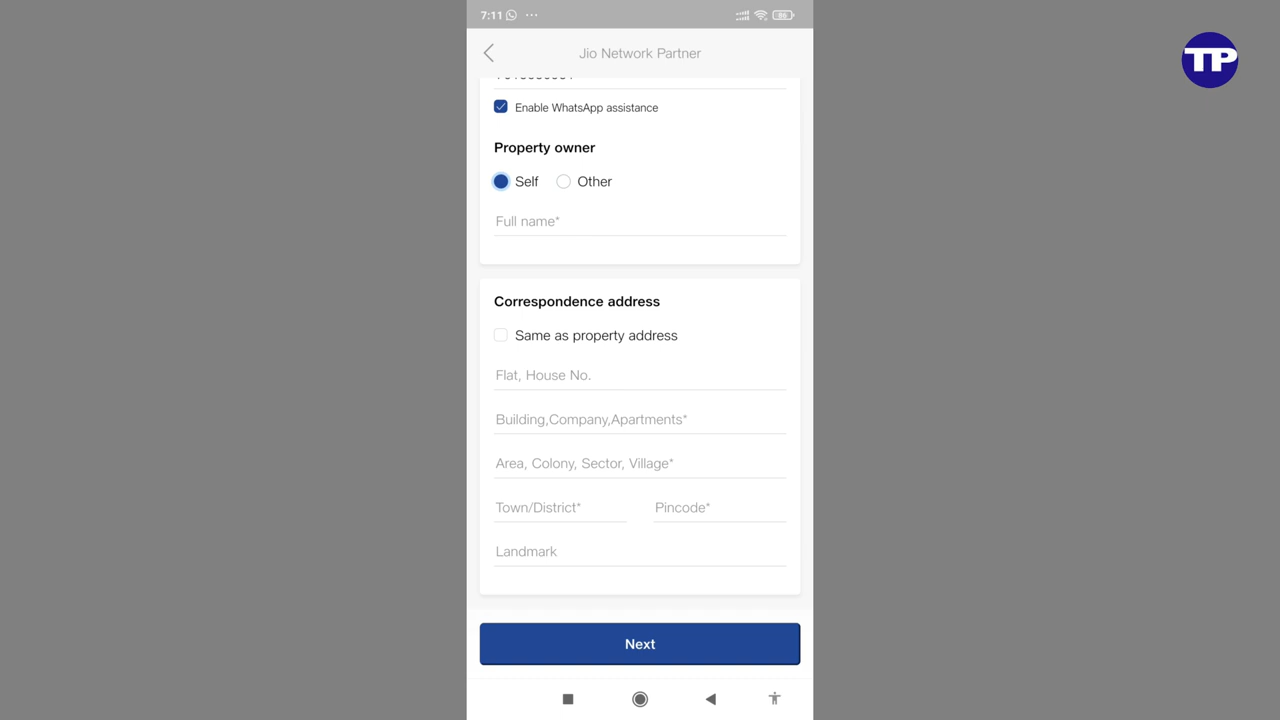 7:11 ... 86
TP
Jio Network Partner
Enable WhatsApp assistance
Property owner
Self Other
Full name*
Correspondence address
Same as property address
Flat, House No.
Building,Company,Apartments*
Area, Colony, Sector, Village*
Town/District* Pincode*
Landmark
Next